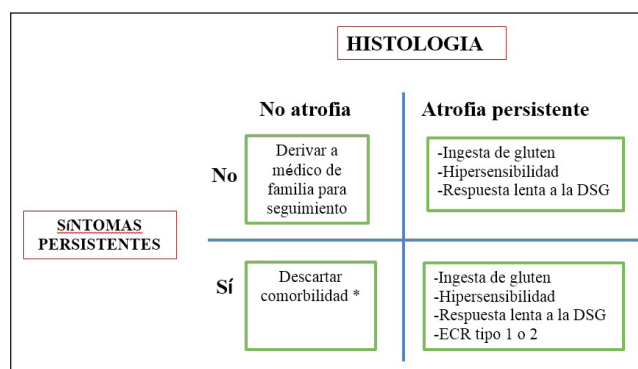 HISTOLOGIA
No atrofia
Atrofia persistente
No
Derivar a
médico de
familia para
seguimiento
-Ingesta de gluten
-Hipersensibilidad
-Respuesta lenta a la DSG
SíNTOMAS
PERSISTENTES
Sí
Descartar
comorbilidad *
-Ingesta de gluten
-Hipersensibilidad
-Respuesta lenta a la DSG
-ECR tipo 1 o 2